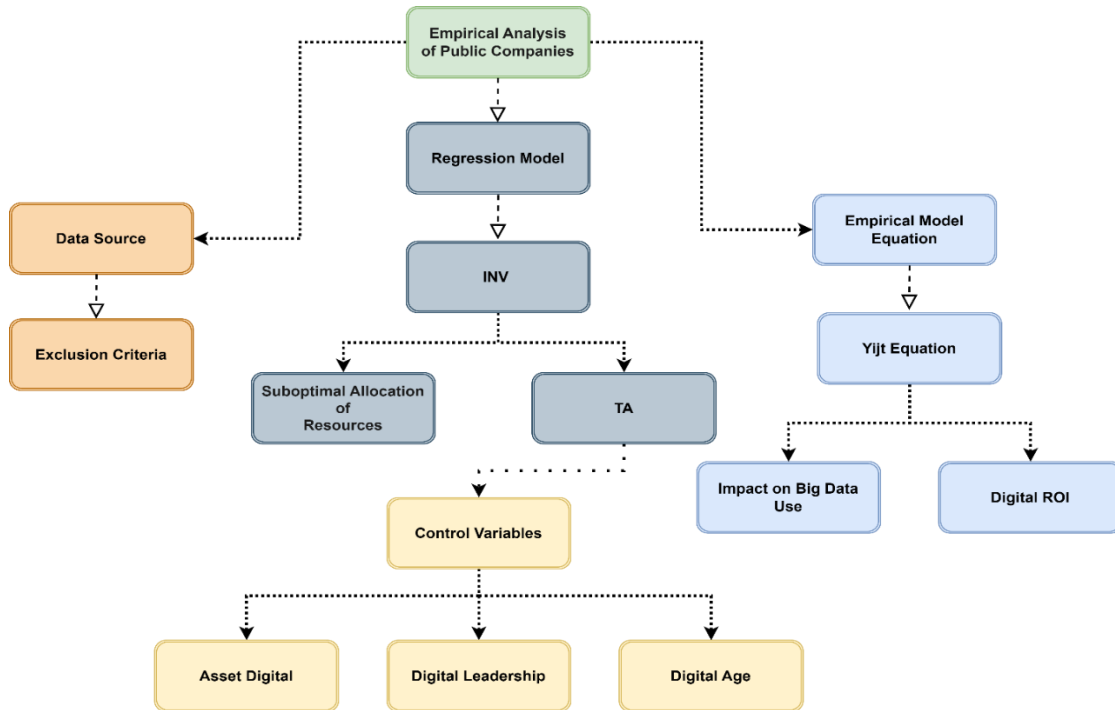 Empirical Analysis
of Public Companies
Regression Model
Data Source
Empirical Model
Equation
INV
Exclusion Criteria
Yijt Equation
Suboptimal Allocation
of
Resources
TA
Impact on Big Data
Use
Digital ROI
Control Variables
Asset Digital
Digital Leadership
Digital Age